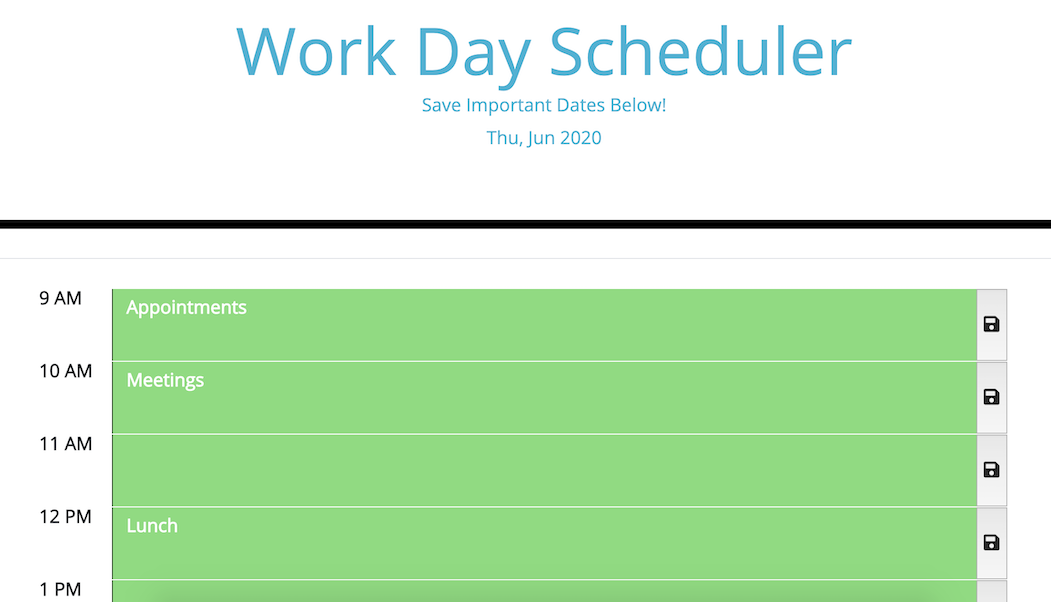 Work Day Scheduler
Save Important Dates Below!
Thu, Jun 2020
9 AM
Appointments
10 AM
Meetings
11 AM
12 PM
Lunch
1 PM